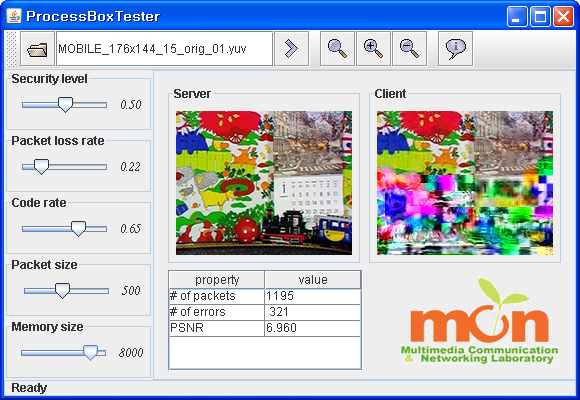 ProcessBoxTester
MOBILE_176x144_15_orig_01.yuv
Security level
0.50
Packet loss rate
0.22
Code rate
0.65
Packet size
500
Memory size
8000
Server
Client
property value
# of packets 1195
# of errors 321
PSNR 6.960
mcn
Multimedia Communication
& Networking Laboratory
Ready